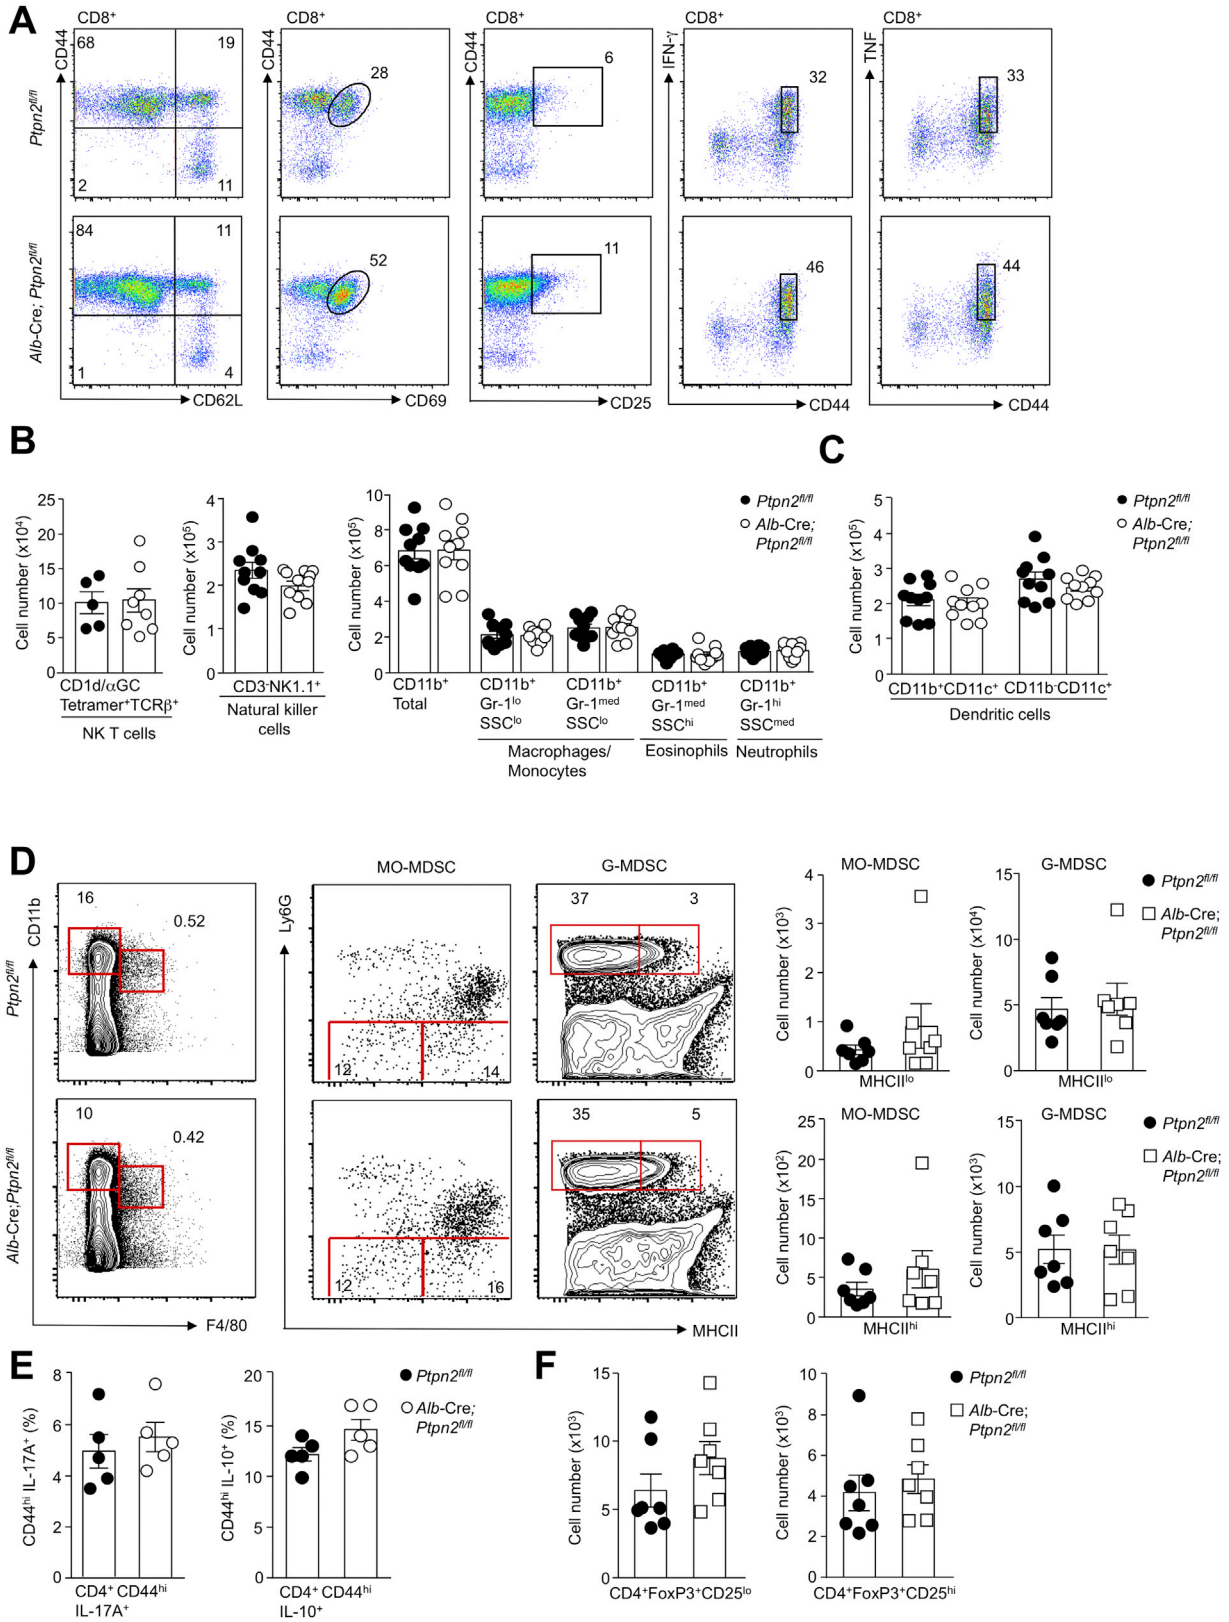 A
CD8⁺ CD8⁺ CD8⁺ CD8⁺ CD8⁺
Ptpn2fl/fl
CD44 68 19
2 11
CD44 28
CD44 6
IFN-γ 32
TNF 33
Alb-Cre; Ptpn2fl/fl
84 11
1 4
52
11
46
44
CD62L CD69 CD25 CD44 CD44
B
Cell number (x10⁴)
25
20
15
10
5
0
CD1d/αGC
Tetramer⁺TCRβ⁺
NK T cells
Cell number (x10⁵)
4
3
2
1
0
CD3⁻NK1.1⁺
Natural killer
cells
Cell number (x10⁵)
10
8
6
4
2
0
CD11b⁺
Total
CD11b⁺
Gr-1lo
SSClo
CD11b⁺
Gr-1med
SSClo
Macrophages/
Monocytes
CD11b⁺
Gr-1med
SSChi
Eosinophils
CD11b⁺
Gr-1hi
SSCmed
Neutrophils
Ptpn2fl/fl
Alb-Cre;
Ptpn2fl/fl
C
Cell number (x10⁵)
5
4
3
2
1
0
CD11b⁺CD11c⁺ CD11b⁻CD11c⁺
Dendritic cells
Ptpn2fl/fl
Alb-Cre;
Ptpn2fl/fl
D
MO-MDSC G-MDSC
Ptpn2fl/fl
CD11b
16
0.52
Ly6G
12 14
37 3
Alb-Cre;Ptpn2fl/fl
10
0.42
12 16
35 5
F4/80 MHCII
MO-MDSC
Cell number (x10³)
4
3
2
1
0
MHCIIlo
G-MDSC
Cell number (x10⁴)
15
10
5
0
MHCIIlo
Ptpn2fl/fl
Alb-Cre;
Ptpn2fl/fl
MO-MDSC
Cell number (x10²)
25
20
15
10
5
0
MHCIIhi
G-MDSC
Cell number (x10³)
15
10
5
0
MHCIIhi
Ptpn2fl/fl
Alb-Cre;
Ptpn2fl/fl
E
CD44hi IL-17A⁺ (%)
8
6
4
2
0
CD4⁺ CD44hi
IL-17A⁺
CD44hi IL-10⁺ (%)
20
15
10
5
0
CD4⁺ CD44hi
IL-10⁺
Ptpn2fl/fl
Alb-Cre;
Ptpn2fl/fl
F
Cell number (x10³)
15
10
5
0
CD4⁺FoxP3⁺CD25lo
Cell number (x10³)
10
8
6
4
2
0
CD4⁺FoxP3⁺CD25hi
Ptpn2fl/fl
Alb-Cre;
Ptpn2fl/fl